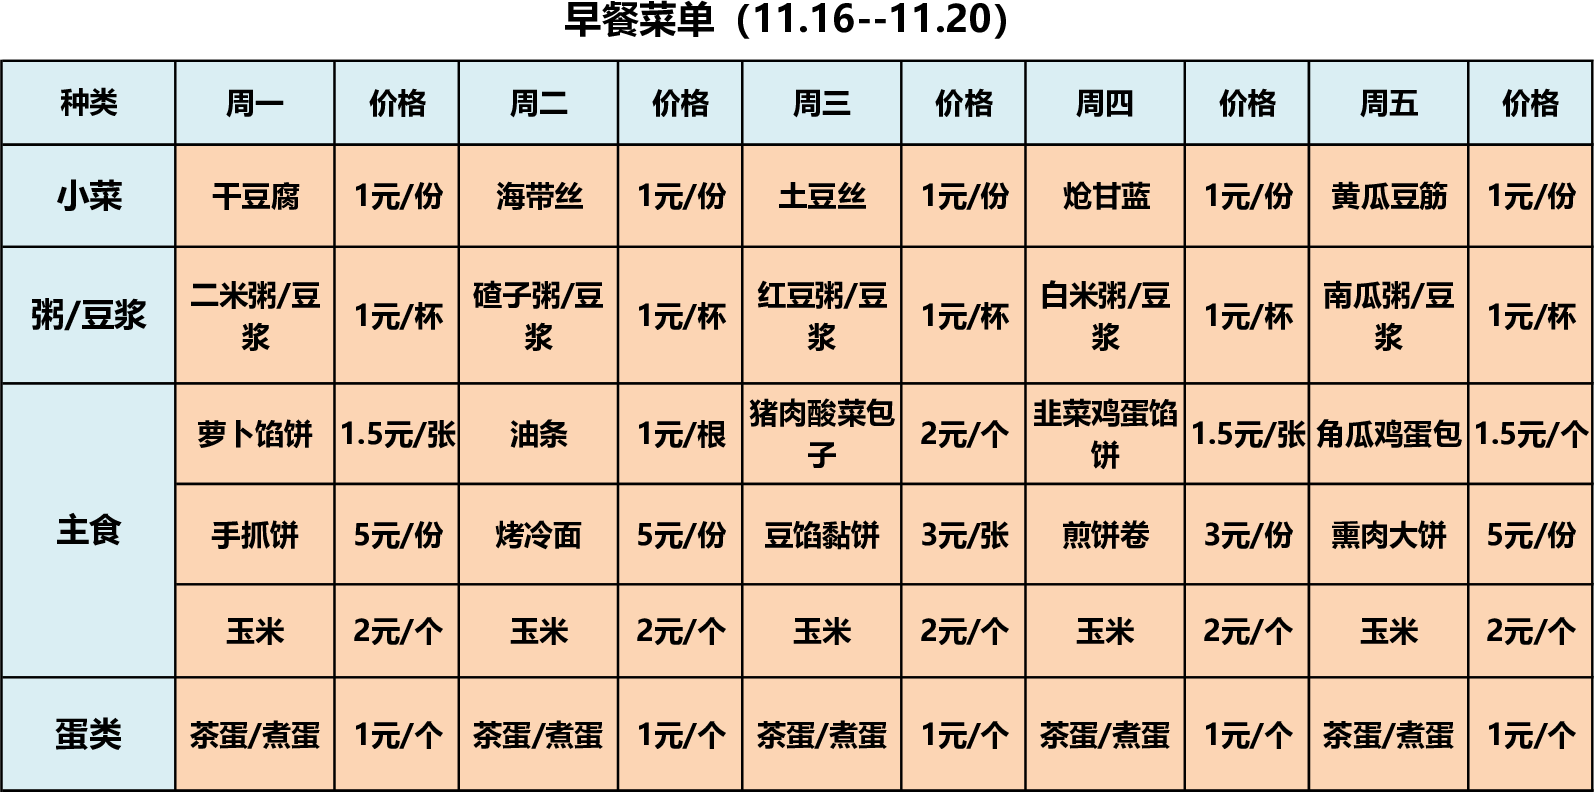 早餐菜单（11.16--11.20）
种类 周一 价格 周二 价格 周三 价格 周四 价格 周五 价格
小菜 干豆腐 1元/份 海带丝 1元/份 土豆丝 1元/份 炝甘蓝 1元/份 黄瓜豆筋 1元/份
粥/豆浆 二米粥/豆 1元/杯 碴子粥/豆 1元/杯 红豆粥/豆 1元/杯 白米粥/豆 1元/杯 南瓜粥/豆 1元/杯
浆 浆 浆 浆 浆
主食 萝卜馅饼 1.5元/张 油条 1元/根 猪肉酸菜包 2元/个 韭菜鸡蛋馅 1.5元/张 角瓜鸡蛋包 1.5元/个
子 饼
手抓饼 5元/份 烤冷面 5元/份 豆馅黏饼 3元/张 煎饼卷 3元/份 熏肉大饼 5元/份
玉米 2元/个 玉米 2元/个 玉米 2元/个 玉米 2元/个 玉米 2元/个
蛋类 茶蛋/煮蛋 1元/个 茶蛋/煮蛋 1元/个 茶蛋/煮蛋 1元/个 茶蛋/煮蛋 1元/个 茶蛋/煮蛋 1元/个